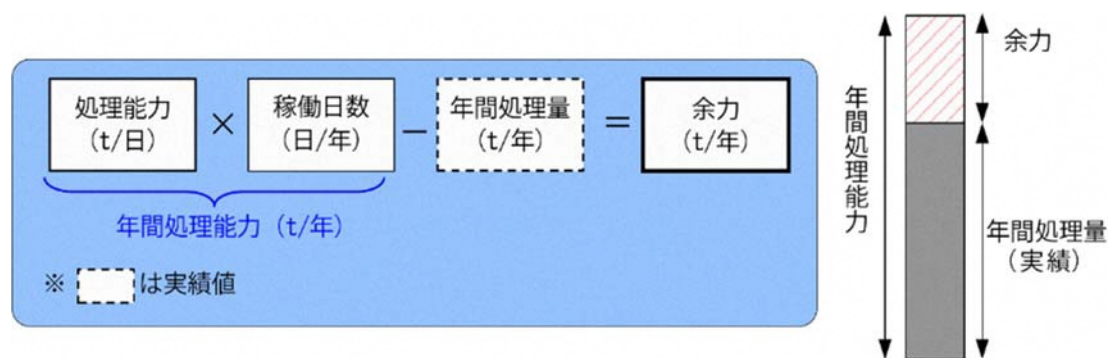 処理能力
(t/日)
×
稼働日数
(日/年)
−
年間処理量
(t/年)
=
余力
(t/年)
年間処理能力 (t/年)
※ は実績値
年間処理能力
余力
年間処理量
(実績)